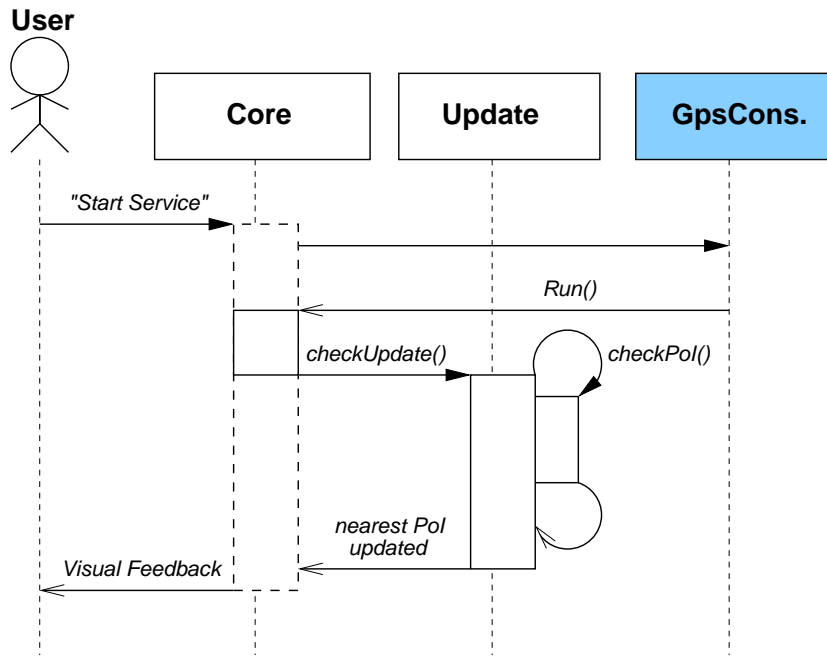 User
Core
Update
GpsCons.
"Start Service"
Run()
checkUpdate()
checkPoI()
nearest PoI
updated
Visual Feedback